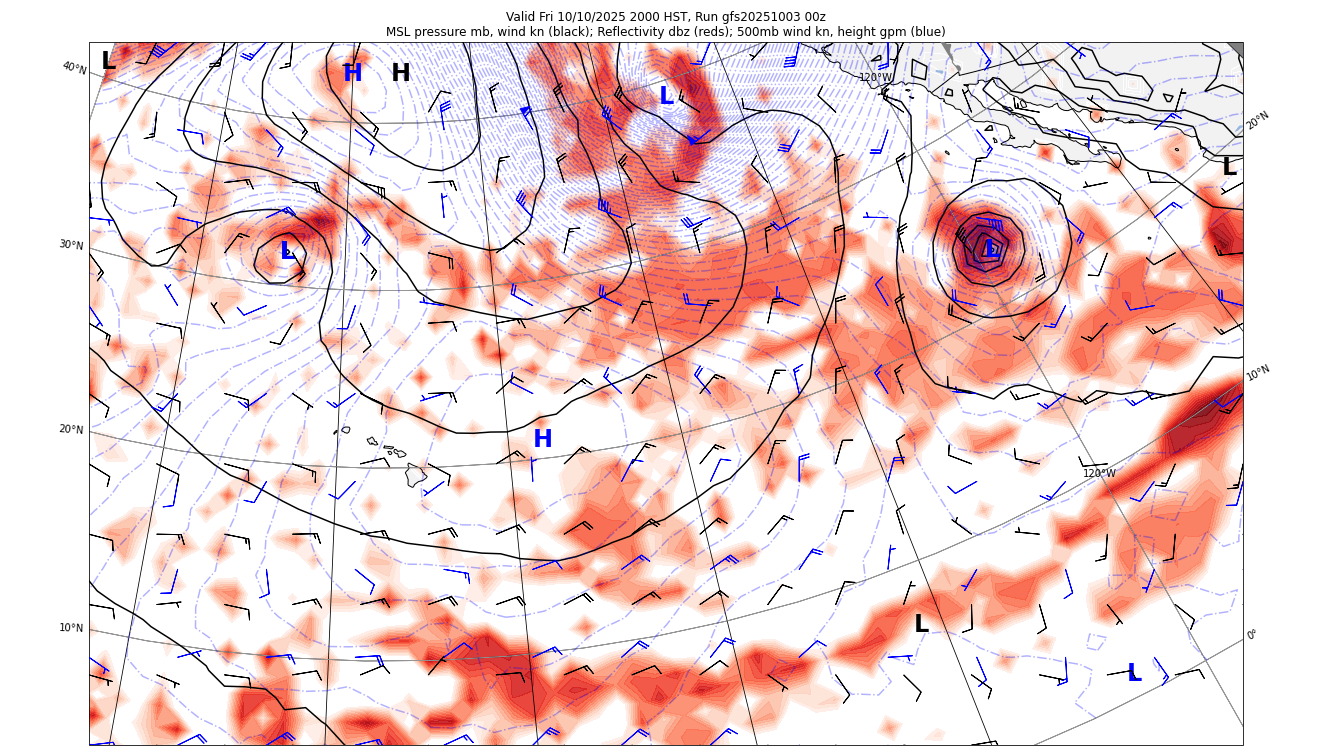 Valid Fri 10/10/2025 2000 HST, Run gfs20251003 00z
MSL pressure mb, wind kn (black); Reflectivity dbz (reds); 500mb wind kn, height gpm (blue)
L
40°N
H H
L
120°W
20°N
L
30°N
L
L
10°N
20°N
H
120°W
10°N
L
0°
L